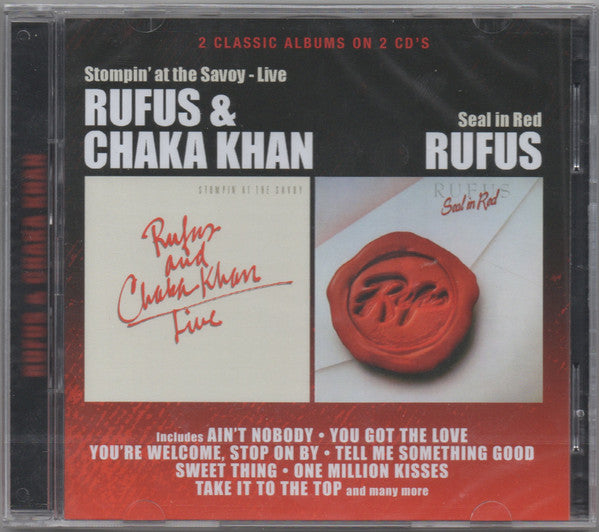 2 CLASSIC ALBUMS ON 2 CD'S
Stompin' at the Savoy - Live
RUFUS &
CHAKA KHAN
Seal in Red
RUFUS
STOMPIN AT THE SAVOY
Rufus
and
Chaka Khan
Live
RUFUS
Seal in Red
Rufus
RUFUS & CHAKA KHAN
Includes AIN'T NOBODY • YOU GOT THE LOVE
YOU'RE WELCOME, STOP ON BY • TELL ME SOMETHING GOOD
SWEET THING • ONE MILLION KISSES
TAKE IT TO THE TOP and many more